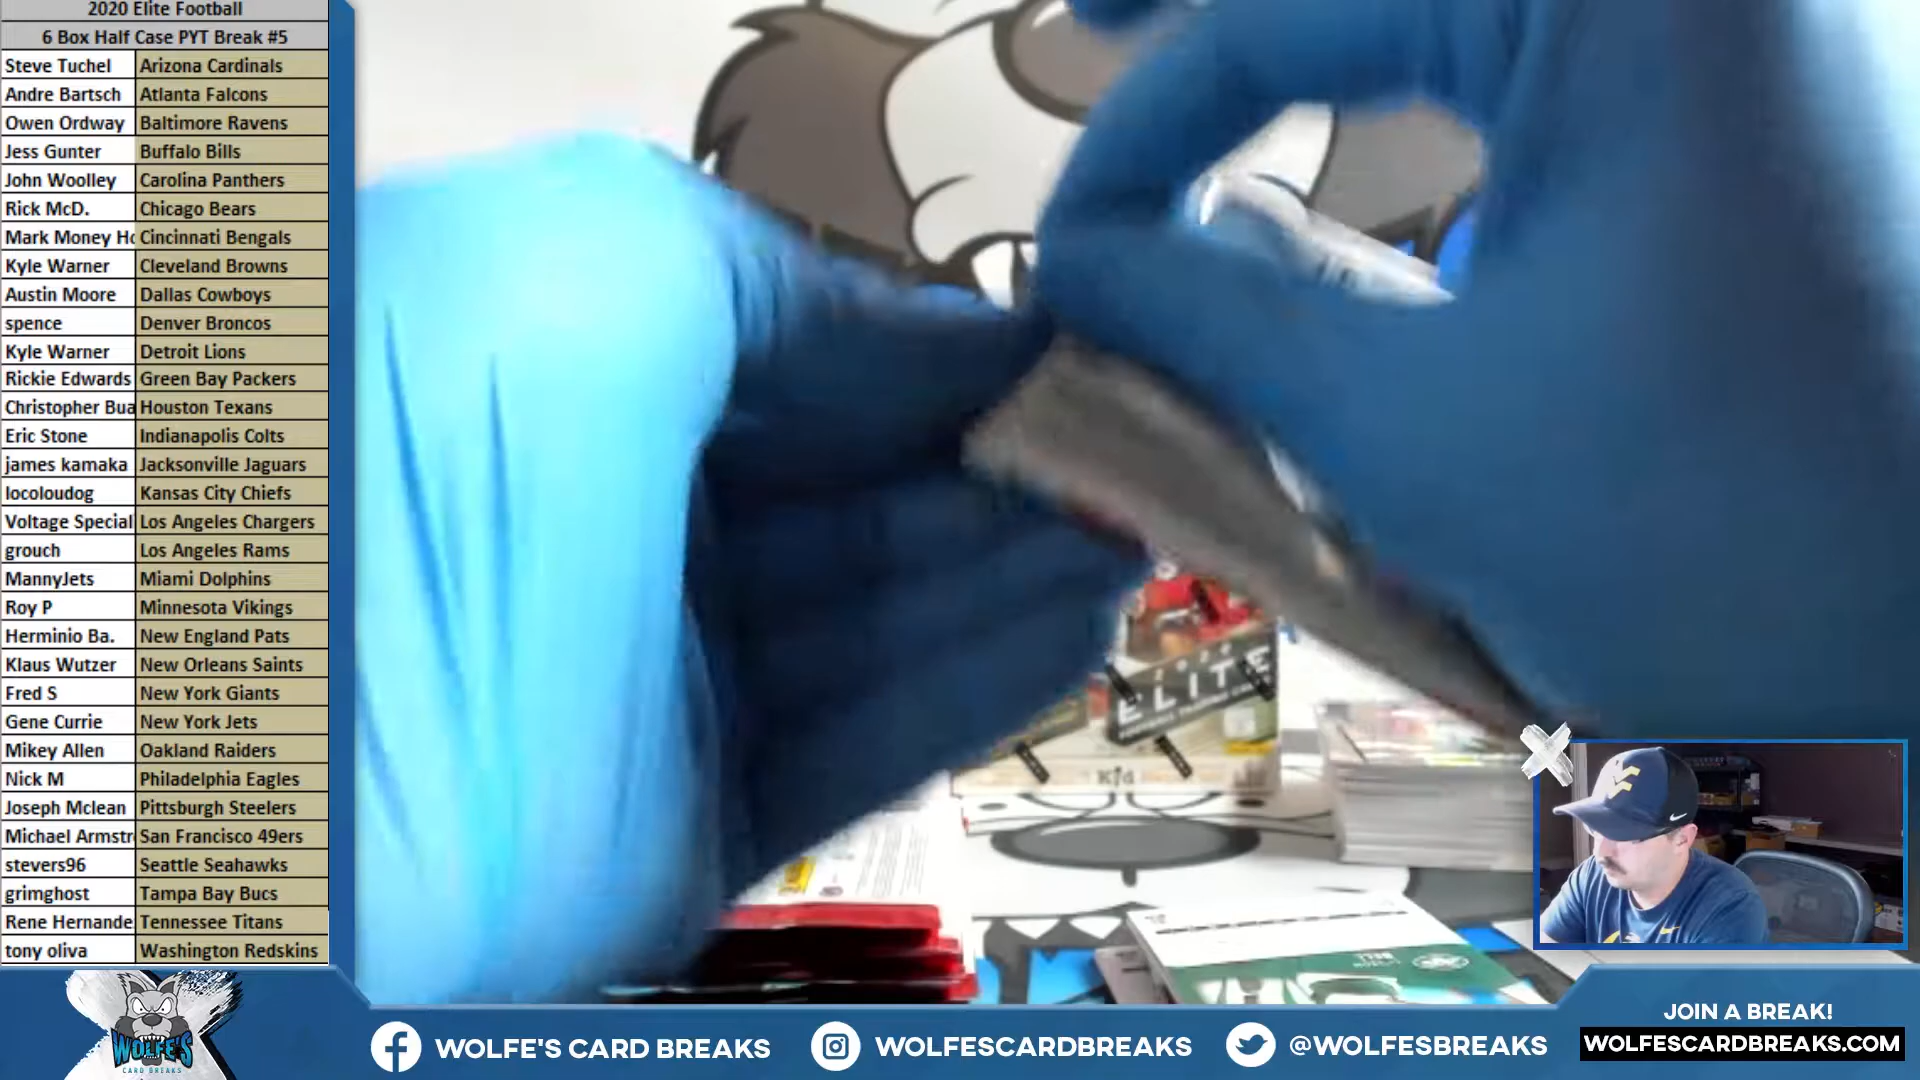 2020 Elite Football
6 Box Half Case PYT Break #5
Steve Tuchel Arizona Cardinals
Andre Bartsch Atlanta Falcons
Owen Ordway Baltimore Ravens
Jess Gunter Buffalo Bills
John Woolley Carolina Panthers
Rick McD. Chicago Bears
Mark Money Ho Cincinnati Bengals
Kyle Warner Cleveland Browns
Austin Moore Dallas Cowboys
spence Denver Broncos
Kyle Warner Detroit Lions
Rickie Edwards Green Bay Packers
Christopher Bua Houston Texans
Eric Stone Indianapolis Colts
james kamaka Jacksonville Jaguars
locoloudog Kansas City Chiefs
Voltage Special Los Angeles Chargers
grouch Los Angeles Rams
MannyJets Miami Dolphins
Roy P Minnesota Vikings
Herminio Ba. New England Pats
Klaus Wutzer New Orleans Saints
Fred S New York Giants
Gene Currie New York Jets
Mikey Allen Oakland Raiders
Nick M Philadelphia Eagles
Joseph Mclean Pittsburgh Steelers
Michael Armstr San Francisco 49ers
stevers96 Seattle Seahawks
grimghost Tampa Bay Bucs
Rene Hernande Tennessee Titans
tony oliva Washington Redskins
2020
ELITE
WOLFE'S
CARD BREAKS
WOLFE'S CARD BREAKS
WOLFESCARDBREAKS
@WOLFESBREAKS
JOIN A BREAK!
WOLFESCARDBREAKS.COM